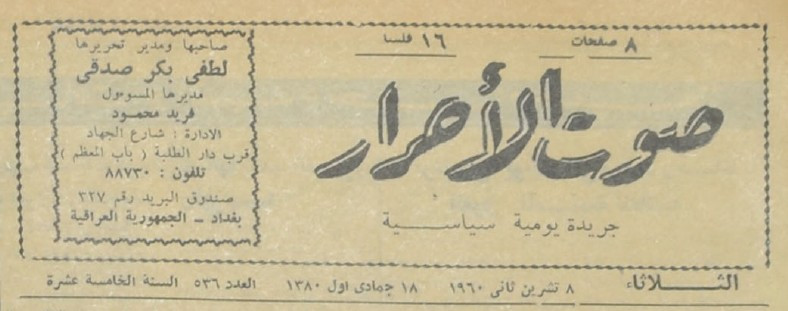 ٨ صفحات
١٦ فلسا
صوت الأحرار
جريدة يومية سياسية
صاحبها ومدير تحريرها
لطفي بكر صدقي
مديرها المسوءول
فريد محمود
الادارة : شارع الجهاد
قرب دار الطلبة ( باب المعظم )
تلفون : ٨٨٧٣٠
صندوق البريد رقم ٣٢٧
بغداد - الجمهورية العراقية
الثلاثاء ٨ تشرين ثاني ١٩٦٠ ١٨ جمادى اول ١٣٨٠ العدد ٥٣٦ السنة الخامسة عشرة